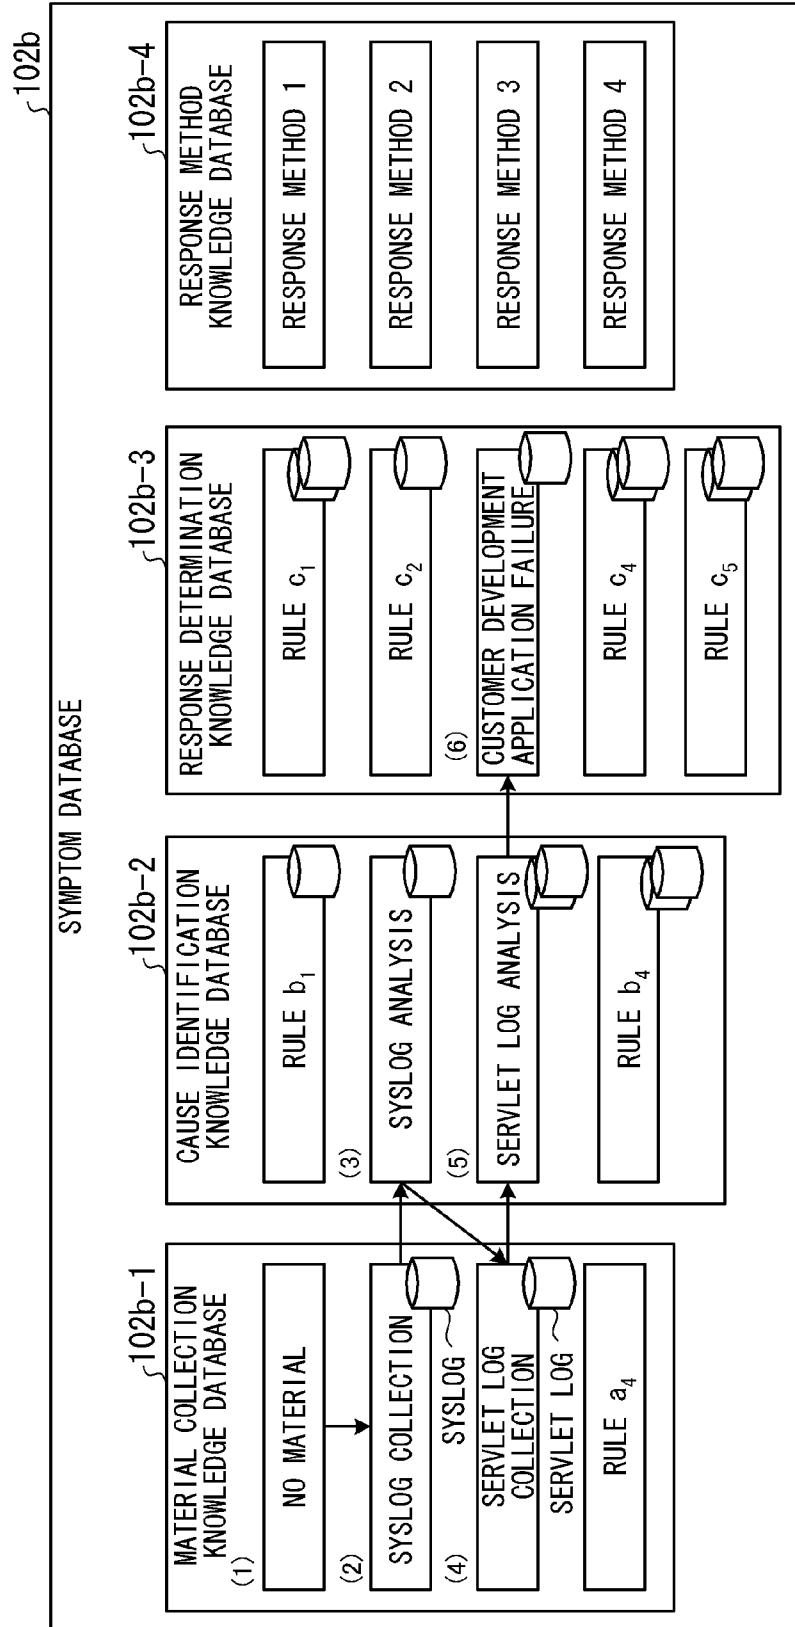 102b
SYMPTOM DATABASE
102b-1
MATERIAL COLLECTION
KNOWLEDGE DATABASE
(1)
NO MATERIAL
(2)
SYSLOG COLLECTION
SYSLOG
(4)
SERVLET LOG
COLLECTION
SERVLET LOG
RULE a4
102b-2
CAUSE IDENTIFICATION
KNOWLEDGE DATABASE
RULE b1
(3)
SYSLOG ANALYSIS
(5)
SERVLET LOG ANALYSIS
RULE b4
102b-3
RESPONSE DETERMINATION
KNOWLEDGE DATABASE
RULE c1
RULE c2
(6)
CUSTOMER DEVELOPMENT
APPLICATION FAILURE
RULE c4
RULE c5
102b-4
RESPONSE METHOD
KNOWLEDGE DATABASE
RESPONSE METHOD 1
RESPONSE METHOD 2
RESPONSE METHOD 3
RESPONSE METHOD 4